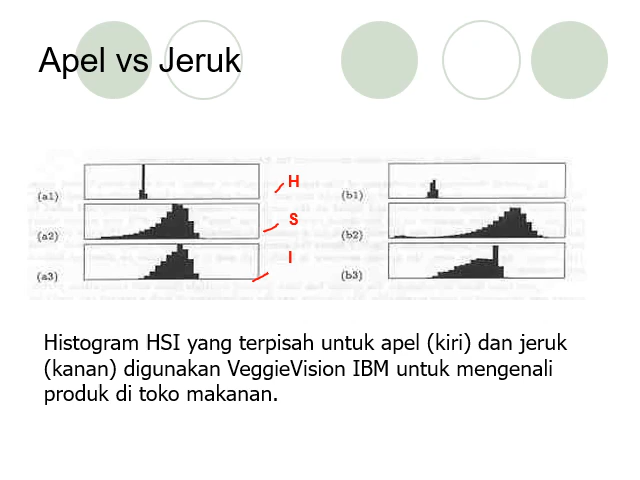 Apel vs Jeruk
(a1)
H
(b1)
(a2)
S
(b2)
(a3)
I
(b3)
Histogram HSI yang terpisah untuk apel (kiri) dan jeruk
(kanan) digunakan VeggieVision IBM untuk mengenali
produk di toko makanan.